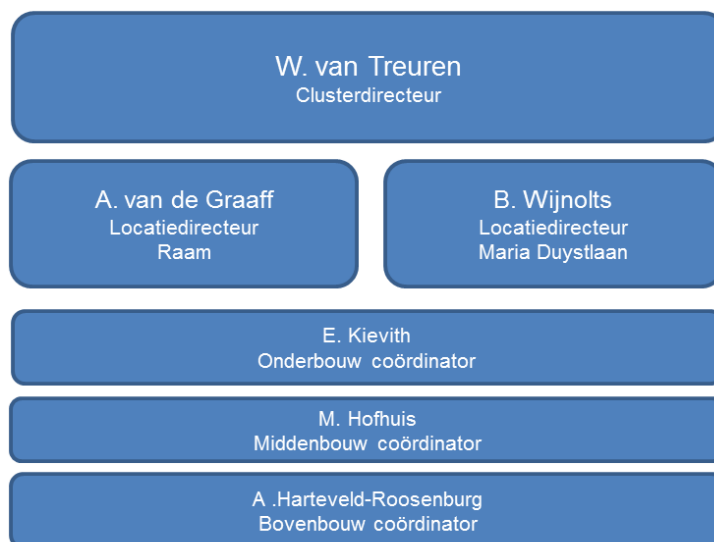 W. van Treuren
Clusterdirecteur
A. van de Graaff
Locatiedirecteur
Raam
B. Wijnolts
Locatiedirecteur
Maria Duystlaan
E. Kievith
Onderbouw coördinator
M. Hofhuis
Middenbouw coördinator
A .Harteveld-Roosenburg
Bovenbouw coördinator